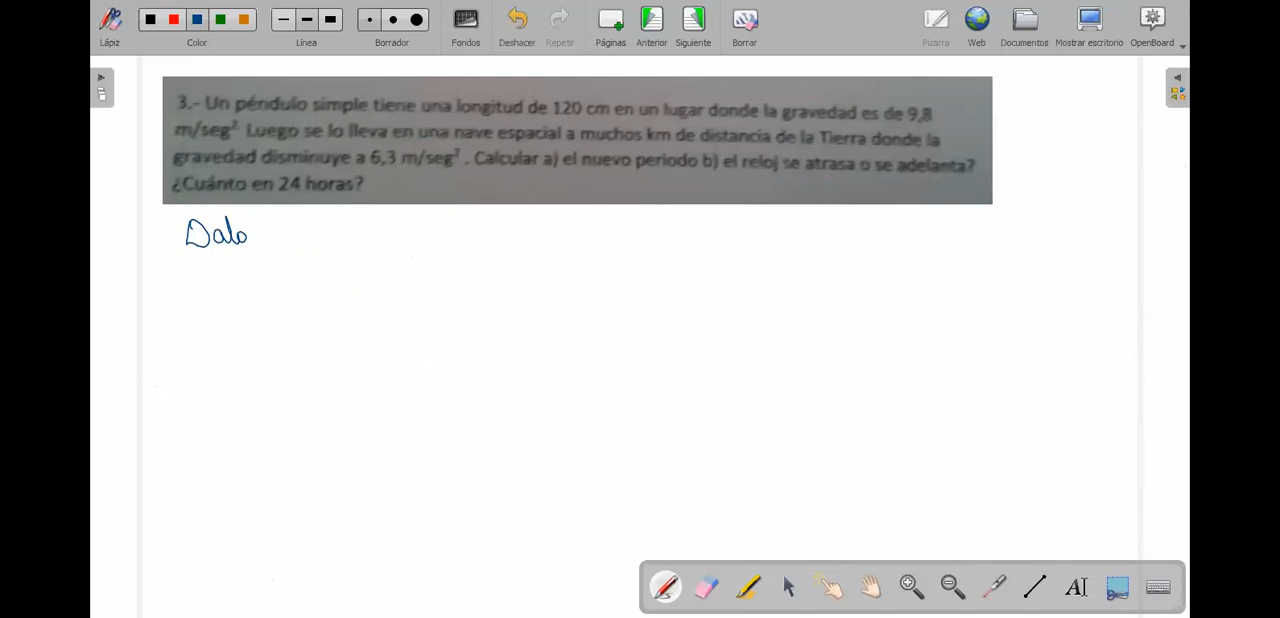 Lápiz Color Línea Borrador Fondos Deshacer Repetir Páginas Anterior Siguiente Borrar Pizarra Web Documentos Mostrar escritorio OpenBoard
3.- Un péndulo simple tiene una longitud de 120 cm en un lugar donde la gravedad es de 9,8
m/seg². Luego se lo lleva en una nave espacial a muchos km de distancia de la Tierra donde la
gravedad disminuye a 6,3 m/seg² . Calcular a) el nuevo periodo b) el reloj se atrasa o se adelanta?
¿Cuánto en 24 horas?
Dato
AI